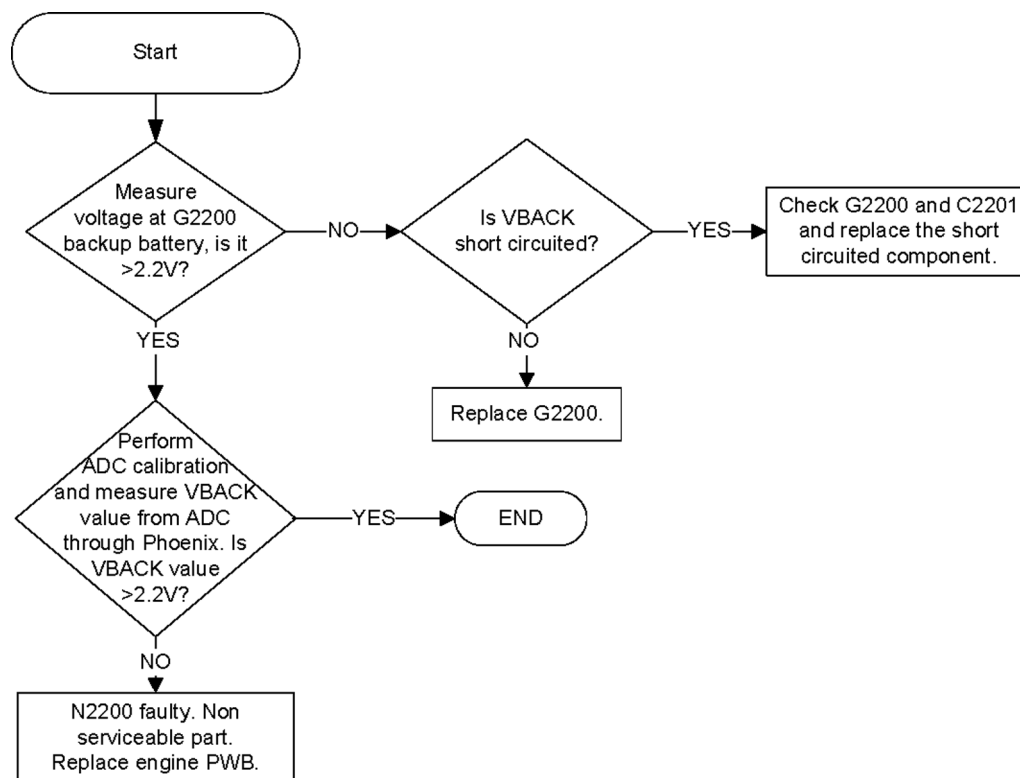 Start
Measure
voltage at G2200
backup battery, is it
>2.2V?
NO
Is VBACK
short circuited?
YES
Check G2200 and C2201
and replace the short
circuited component.
YES
NO
Replace G2200.
Perform
ADC calibration
and measure VBACK
value from ADC
through Phoenix. Is
VBACK value
>2.2V?
YES
END
NO
N2200 faulty. Non
serviceable part.
Replace engine PWB.